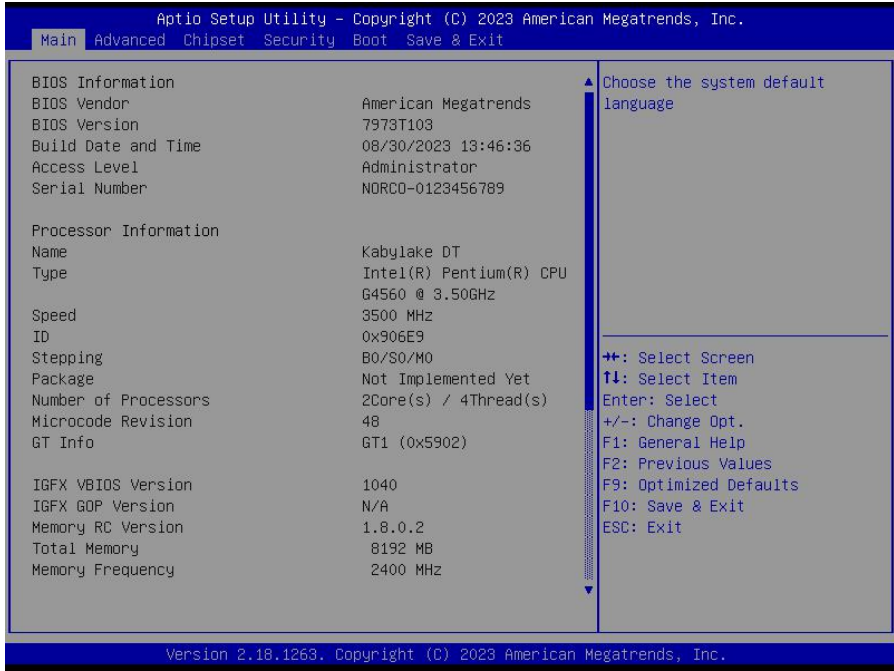 Aptio Setup Utility – Copyright (C) 2023 American Megatrends, Inc.
Main Advanced Chipset Security Boot Save & Exit
BIOS Information
BIOS Vendor American Megatrends
BIOS Version 7973T103
Build Date and Time 08/30/2023 13:46:36
Access Level Administrator
Serial Number NORCO-0123456789
Processor Information
Name Kabylake DT
Type Intel(R) Pentium(R) CPU
G4560 @ 3.50GHz
Speed 3500 MHz
ID 0x906E9
Stepping B0/S0/M0
Package Not Implemented Yet
Number of Processors 2Core(s) / 4Thread(s)
Microcode Revision 48
GT Info GT1 (0x5902)
IGFX VBIOS Version 1040
IGFX GOP Version N/A
Memory RC Version 1.8.0.2
Total Memory 8192 MB
Memory Frequency 2400 MHz
Choose the system default
language
→←: Select Screen
↑↓: Select Item
Enter: Select
+/-: Change Opt.
F1: General Help
F2: Previous Values
F9: Optimized Defaults
F10: Save & Exit
ESC: Exit
Version 2.18.1263. Copyright (C) 2023 American Megatrends, Inc.